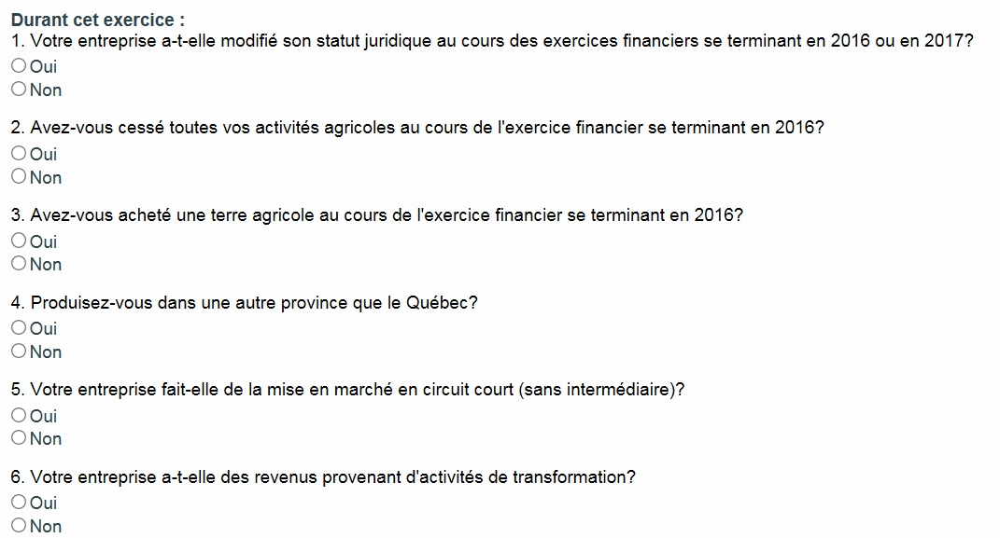 Durant cet exercice :
1. Votre entreprise a-t-elle modifié son statut juridique au cours des exercices financiers se terminant en 2016 ou en 2017?
Oui
Non
2. Avez-vous cessé toutes vos activités agricoles au cours de l'exercice financier se terminant en 2016?
Oui
Non
3. Avez-vous acheté une terre agricole au cours de l'exercice financier se terminant en 2016?
Oui
Non
4. Produisez-vous dans une autre province que le Québec?
Oui
Non
5. Votre entreprise fait-elle de la mise en marché en circuit court (sans intermédiaire)?
Oui
Non
6. Votre entreprise a-t-elle des revenus provenant d'activités de transformation?
Oui
Non